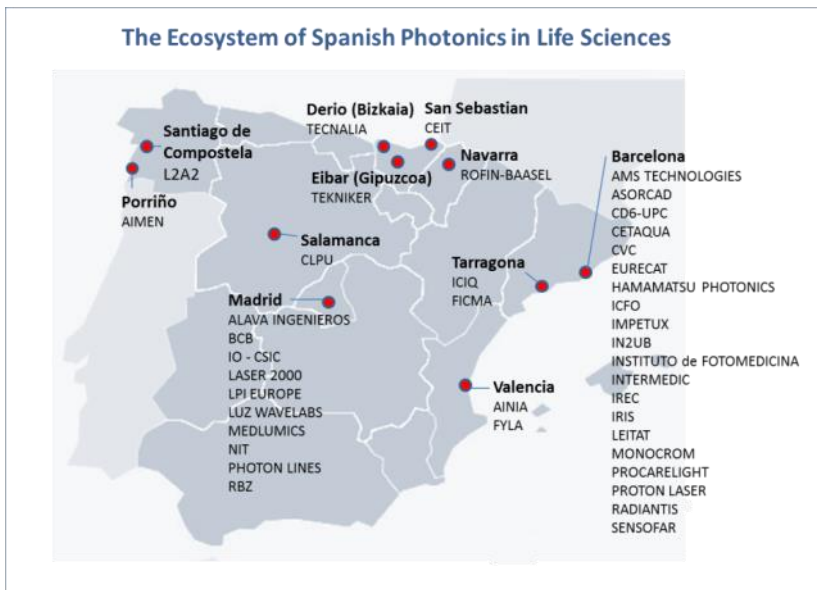 The Ecosystem of Spanish Photonics in Life Sciences
Santiago de
Compostela
L2A2
Porriño
AIMEN
Derio (Bizkaia)
TECNALIA
San Sebastian
CEIT
Eibar (Gipuzcoa)
TEKNIKER
Navarra
ROFIN-BAASEL
Salamanca
CLPU
Madrid
ALAVA INGENIEROS
BCB
IO - CSIC
LASER 2000
LPI EUROPE
LUZ WAVELABS
MEDLUMICS
NIT
PHOTON LINES
RBZ
Tarragona
ICIQ
FICMA
Valencia
AINIA
FYLA
Barcelona
AMS TECHNOLOGIES
ASORCAD
CD6-UPC
CETAQUA
CVC
EURECAT
HAMAMATSU PHOTONICS
ICFO
IMPETUX
IN2UB
INSTITUTO de FOTOMEDICINA
INTERMEDIC
IREC
IRIS
LEITAT
MONOCROM
PROCARELIGHT
PROTON LASER
RADIANTIS
SENSOFAR